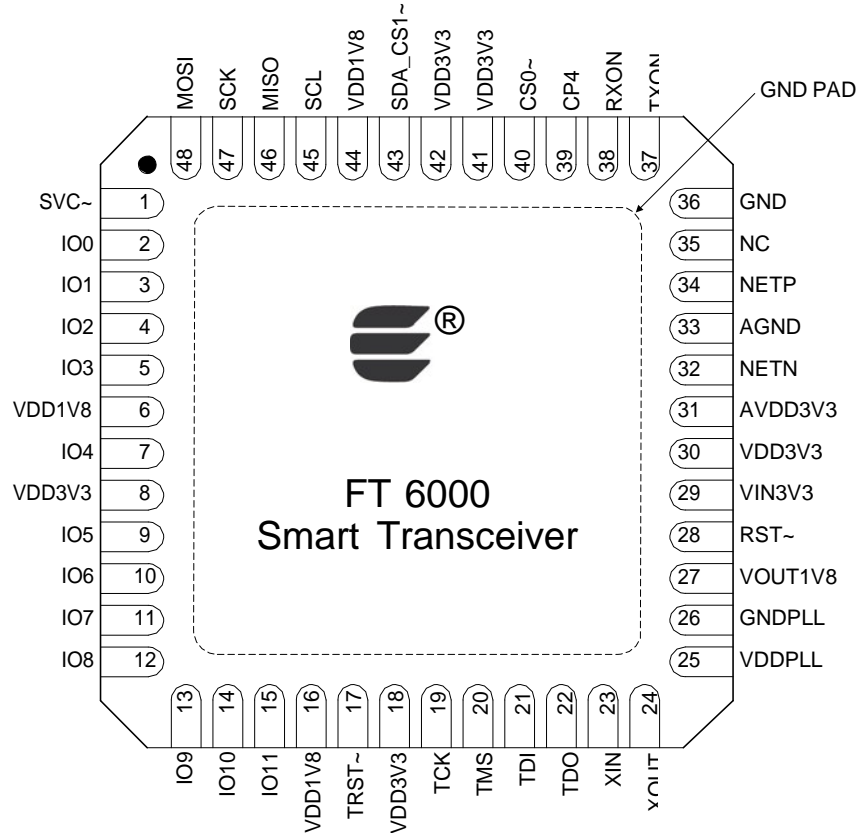 MOSI
SCK
MISO
SCL
VDD1V8
SDA_CS1~
VDD3V3
VDD3V3
CS0~
CP4
RXON
TXON
GND PAD
48
47
46
45
44
43
42
41
40
39
38
37
SVC~ 1
IO0 2
IO1 3
IO2 4
IO3 5
VDD1V8 6
IO4 7
VDD3V3 8
IO5 9
IO6 10
IO7 11
IO8 12
®
FT 6000
Smart Transceiver
36 GND
35 NC
34 NETP
33 AGND
32 NETN
31 AVDD3V3
30 VDD3V3
29 VIN3V3
28 RST~
27 VOUT1V8
26 GNDPLL
25 VDDPLL
13
14
15
16
17
18
19
20
21
22
23
24
IO9
IO10
IO11
VDD1V8
TRST~
VDD3V3
TCK
TMS
TDI
TDO
XIN
XOUT